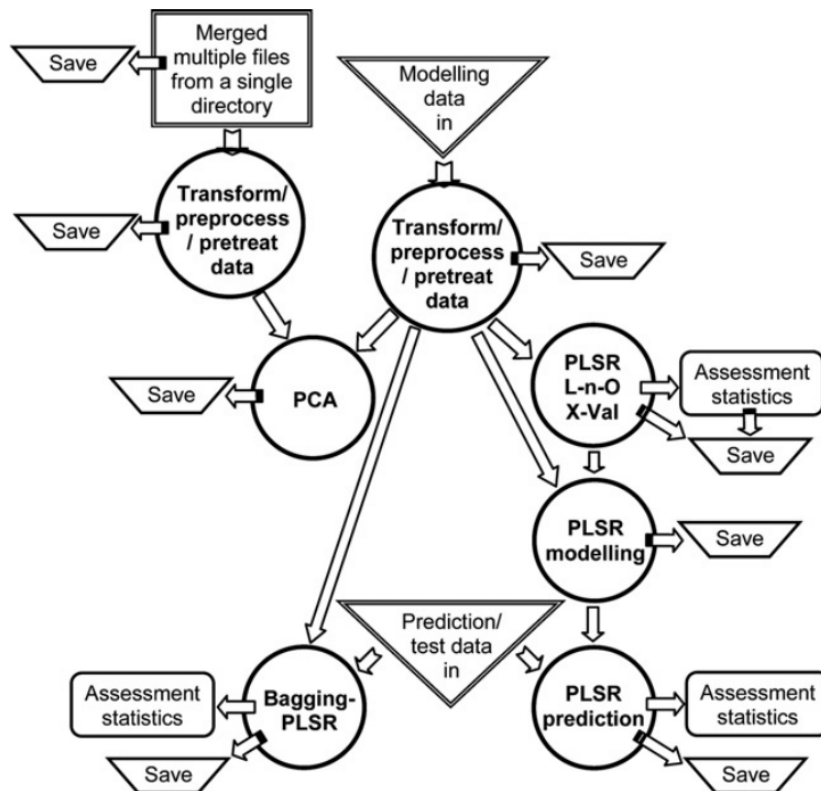 Merged
multiple files
from a single
directory
Save
Modelling
data
in
Transform/
preprocess
/ pretreat
data
Save
Transform/
preprocess
/ pretreat
data
Save
PCA
Save
PLSR
L-n-O
X-Val
Assessment
statistics
Save
PLSR
modelling
Save
Prediction/
test data
in
Bagging-
PLSR
Assessment
statistics
Save
PLSR
prediction
Assessment
statistics
Save